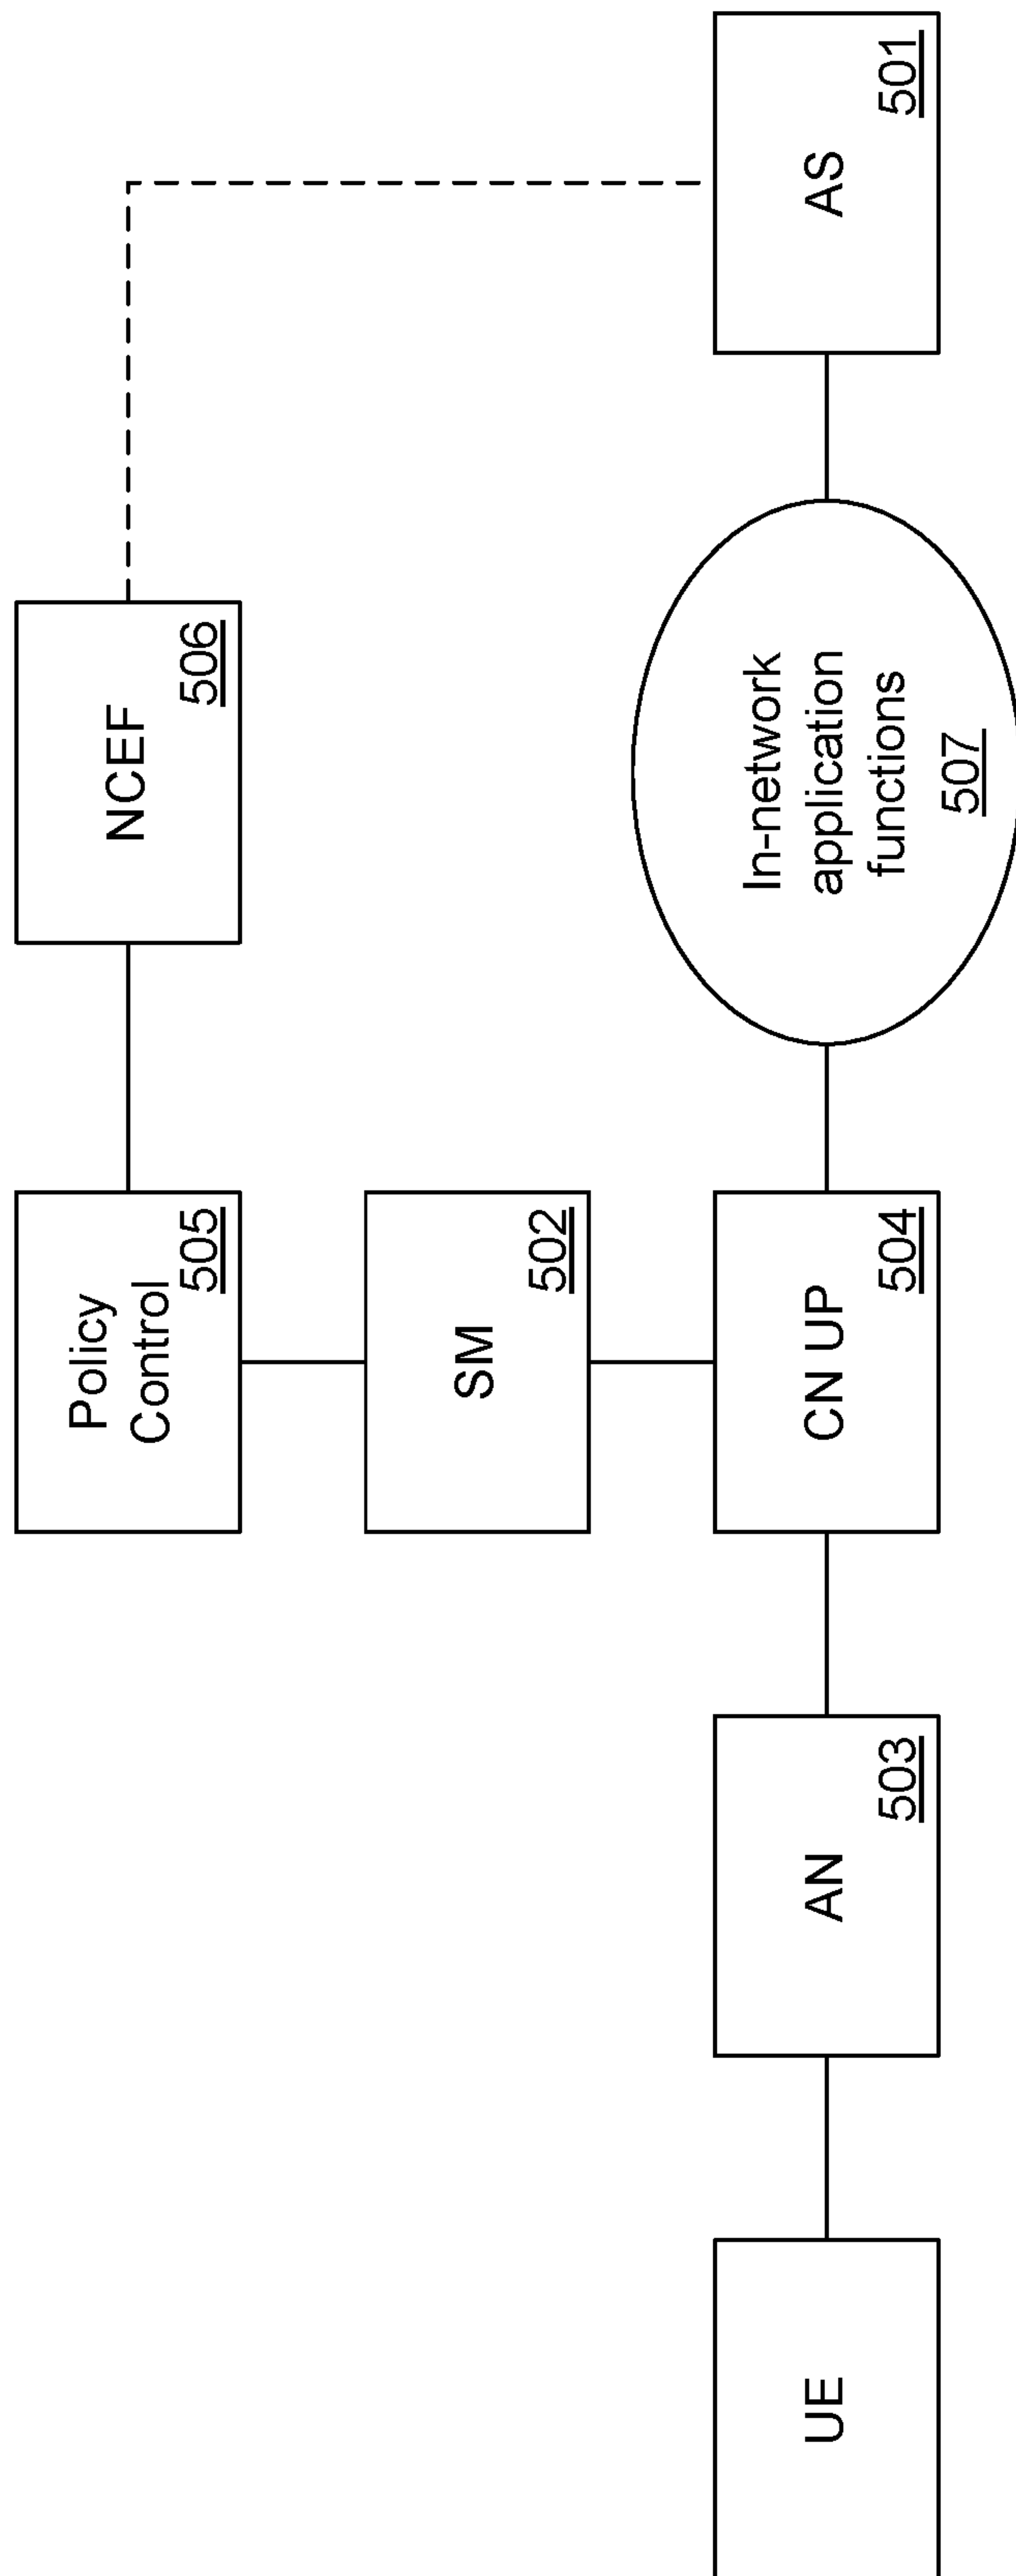 Policy
Control
505
NCEF
506
SM
502
UE
AN
503
CN UP
504
In-network
application
functions
507
AS
501